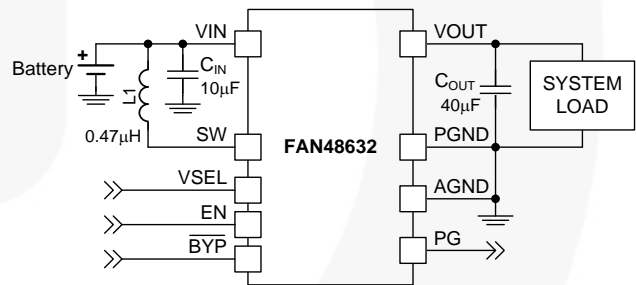 VIN
VOUT
Battery
+
CIN
10μF
L1
0.47μH
COUT
40μF
SYSTEM
LOAD
SW
FAN48632
PGND
VSEL
AGND
EN
PG
BYP